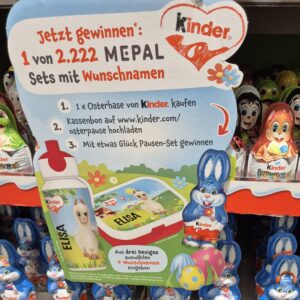 Jetzt gewinnen*:
1 von 2.222 MEPAL
Sets mit Wunschnamen
Kinder
1. 1 x Osterhase von Kinder kaufen
2. Kassenbon auf www.kinder.com/
osterpause hochladen
3. Mit etwas Glück Pausen-Set gewinnen
ELISA
ELISA
Kinder
Aus drei Designs
auswählen
+ Wunschnamen
eingeben